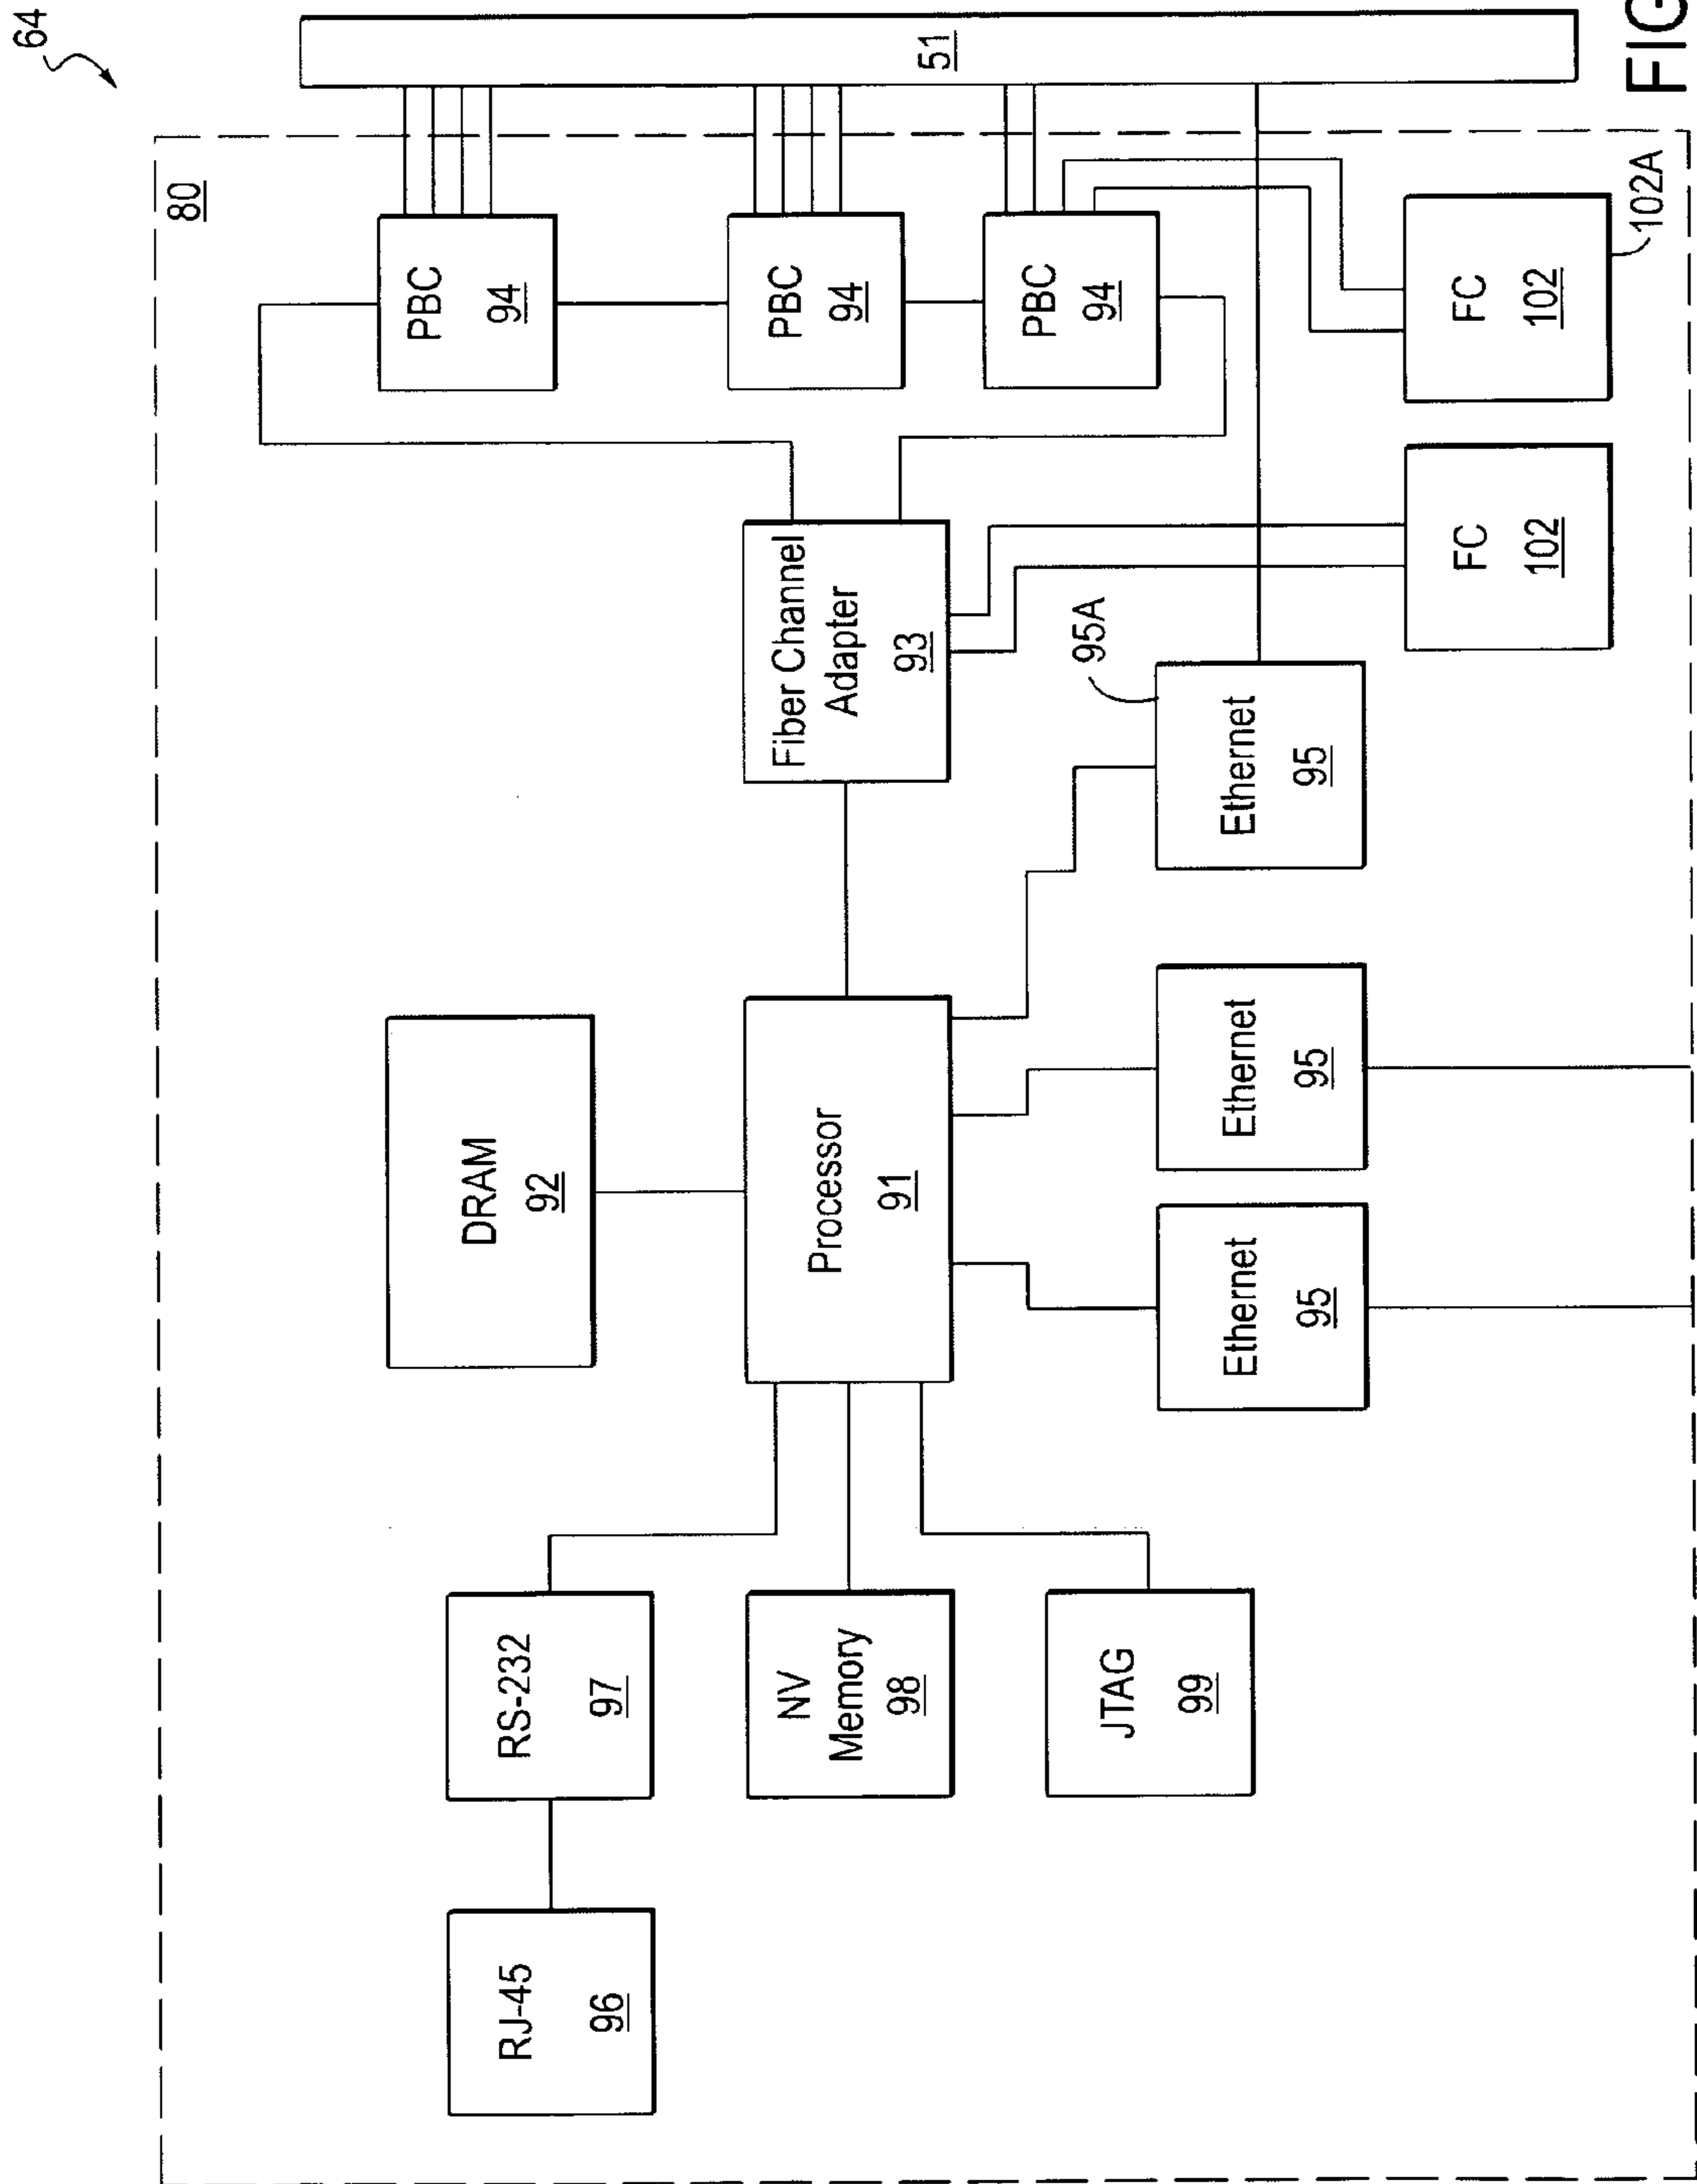 64
80
51
PBC
94
PBC
94
PBC
94
Fiber Channel
Adapter
93
FC
102
102A
FC
102
95A
Ethernet
95
DRAM
92
Processor
91
Ethernet
95
Ethernet
95
RS-232
97
NV
Memory
98
JTAG
99
RJ-45
96
FIG